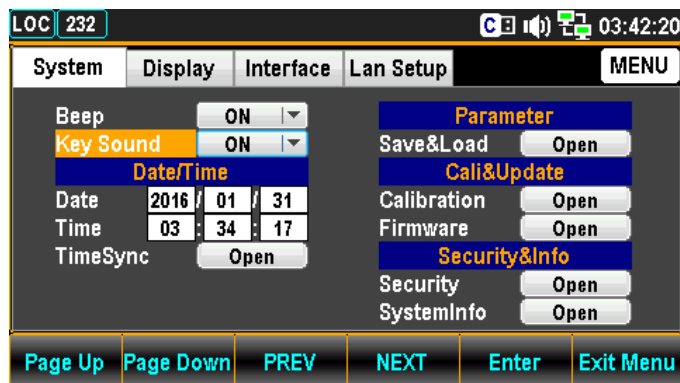 LOC 232 C 03:42:20
System Display Interface Lan Setup MENU
Beep ON
Key Sound ON
Date/Time
Date 2016 / 01 / 31
Time 03 : 34 : 17
TimeSync Open
Parameter
Save&Load Open
Cali&Update
Calibration Open
Firmware Open
Security&Info
Security Open
SystemInfo Open
Page Up Page Down PREV NEXT Enter Exit Menu